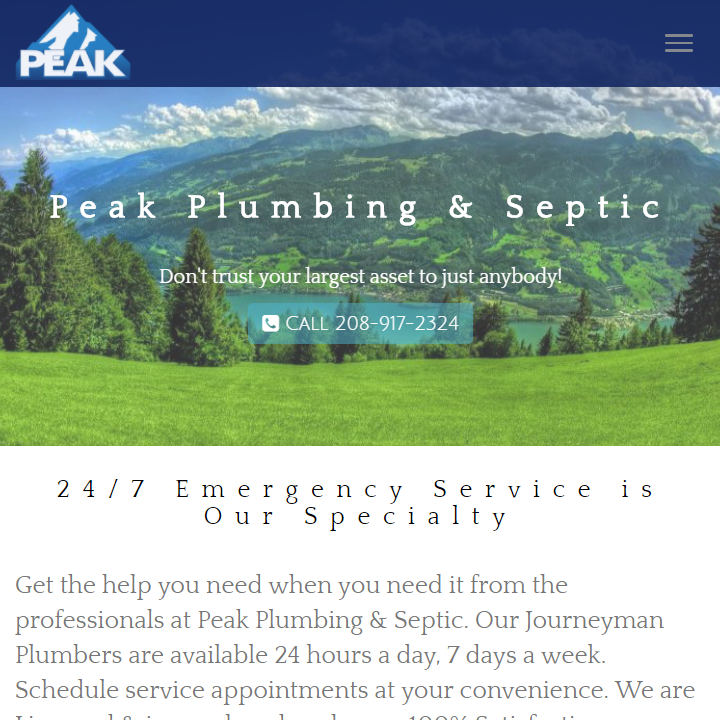 PEAK
Peak Plumbing & Septic
Don't trust your largest asset to just anybody!
CALL 208-917-2324
24/7 Emergency Service is
Our Specialty
Get the help you need when you need it from the
professionals at Peak Plumbing & Septic. Our Journeyman
Plumbers are available 24 hours a day, 7 days a week.
Schedule service appointments at your convenience. We are